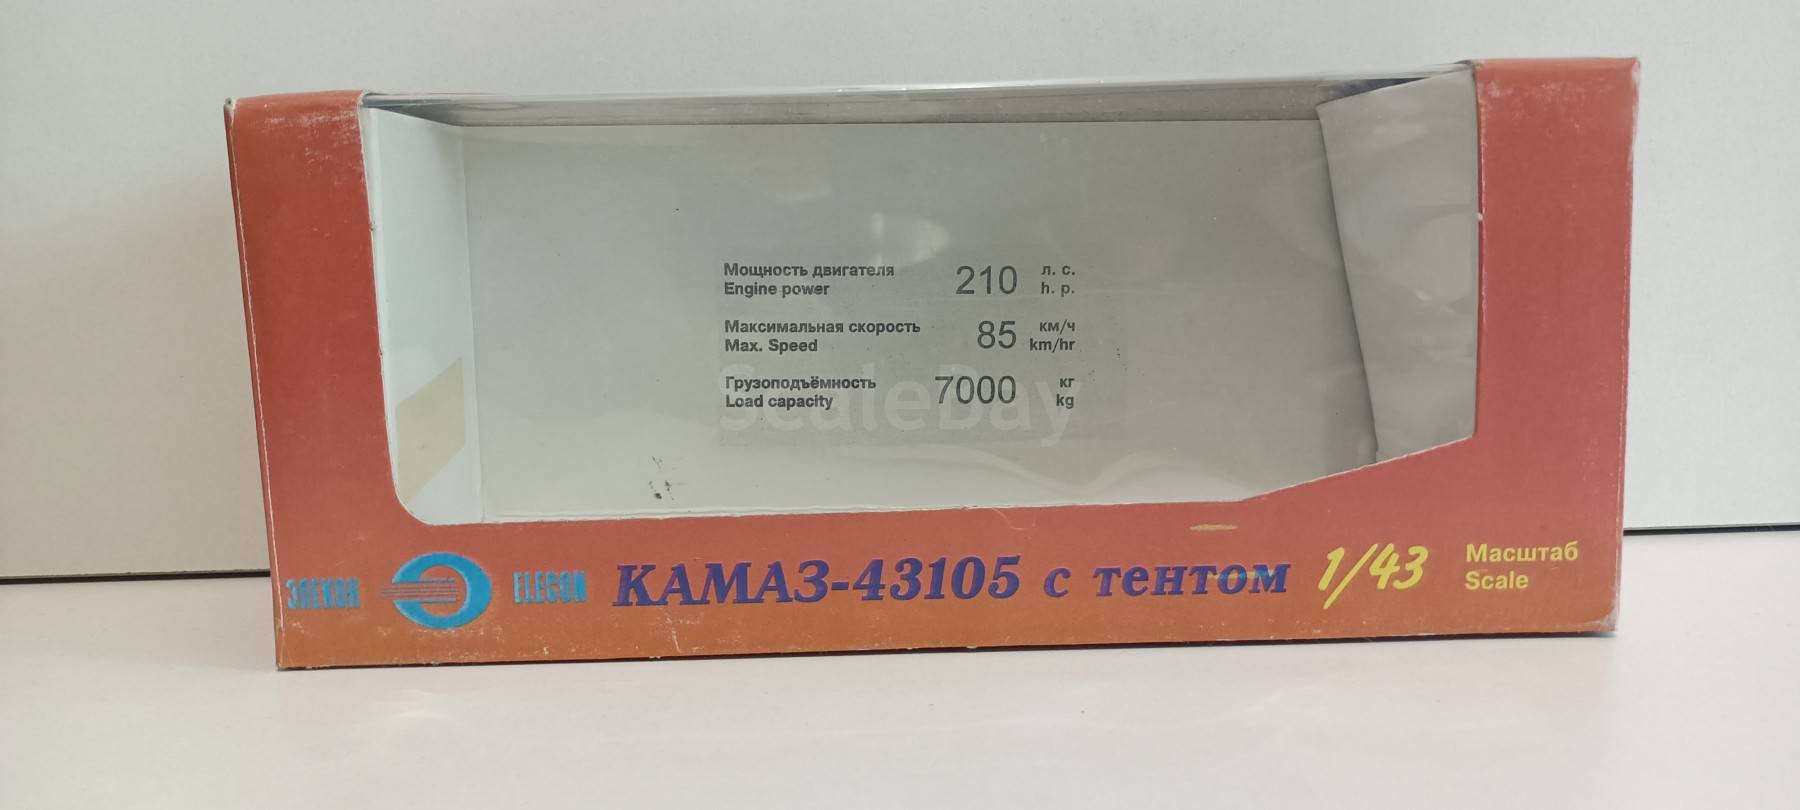 Мощность двигателя 210 л. с.
Engine power h. p.
Максимальная скорость 85 км/ч
Max. Speed km/hr
Грузоподъёмность 7000 кг
Load capacity kg
ScaleBay
ЭЛЕКОН ELECON КАМАЗ-43105 с тентом 1/43 Масштаб
Scale